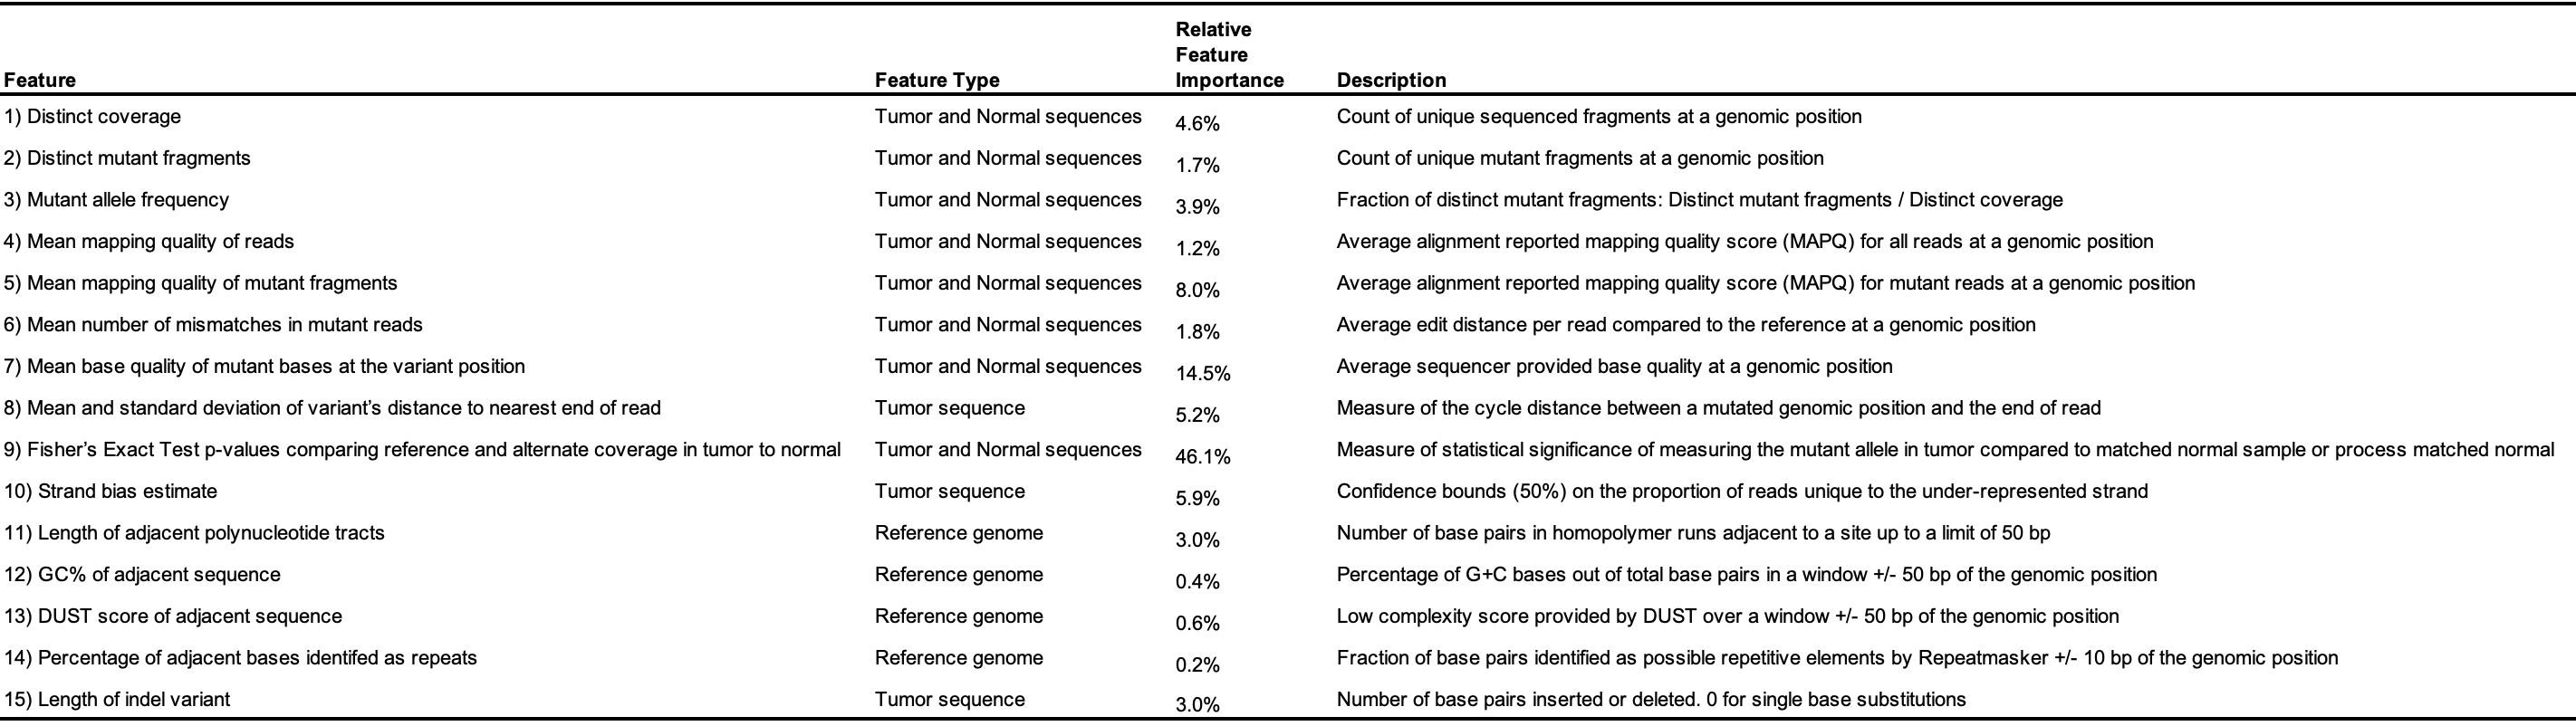 Relative
Feature
Feature Feature Type Importance Description
1) Distinct coverage Tumor and Normal sequences 4.6% Count of unique sequenced fragments at a genomic position
2) Distinct mutant fragments Tumor and Normal sequences 1.7% Count of unique mutant fragments at a genomic position
3) Mutant allele frequency Tumor and Normal sequences 3.9% Fraction of distinct mutant fragments: Distinct mutant fragments / Distinct coverage
4) Mean mapping quality of reads Tumor and Normal sequences 1.2% Average alignment reported mapping quality score (MAPQ) for all reads at a genomic position
5) Mean mapping quality of mutant fragments Tumor and Normal sequences 8.0% Average alignment reported mapping quality score (MAPQ) for mutant reads at a genomic position
6) Mean number of mismatches in mutant reads Tumor and Normal sequences 1.8% Average edit distance per read compared to the reference at a genomic position
7) Mean base quality of mutant bases at the variant position Tumor and Normal sequences 14.5% Average sequencer provided base quality at a genomic position
8) Mean and standard deviation of variant's distance to nearest end of read Tumor sequence 5.2% Measure of the cycle distance between a mutated genomic position and the end of read
9) Fisher's Exact Test p-values comparing reference and alternate coverage in tumor to normal Tumor and Normal sequences 46.1% Measure of statistical significance of measuring the mutant allele in tumor compared to matched normal sample or process matched normal
10) Strand bias estimate Tumor sequence 5.9% Confidence bounds (50%) on the proportion of reads unique to the under-represented strand
11) Length of adjacent polynucleotide tracts Reference genome 3.0% Number of base pairs in homopolymer runs adjacent to a site up to a limit of 50 bp
12) GC% of adjacent sequence Reference genome 0.4% Percentage of G+C bases out of total base pairs in a window +/- 50 bp of the genomic position
13) DUST score of adjacent sequence Reference genome 0.6% Low complexity score provided by DUST over a window +/- 50 bp of the genomic position
14) Percentage of adjacent bases identifed as repeats Reference genome 0.2% Fraction of base pairs identified as possible repetitive elements by Repeatmasker +/- 10 bp of the genomic position
15) Length of indel variant Tumor sequence 3.0% Number of base pairs inserted or deleted. 0 for single base substitutions